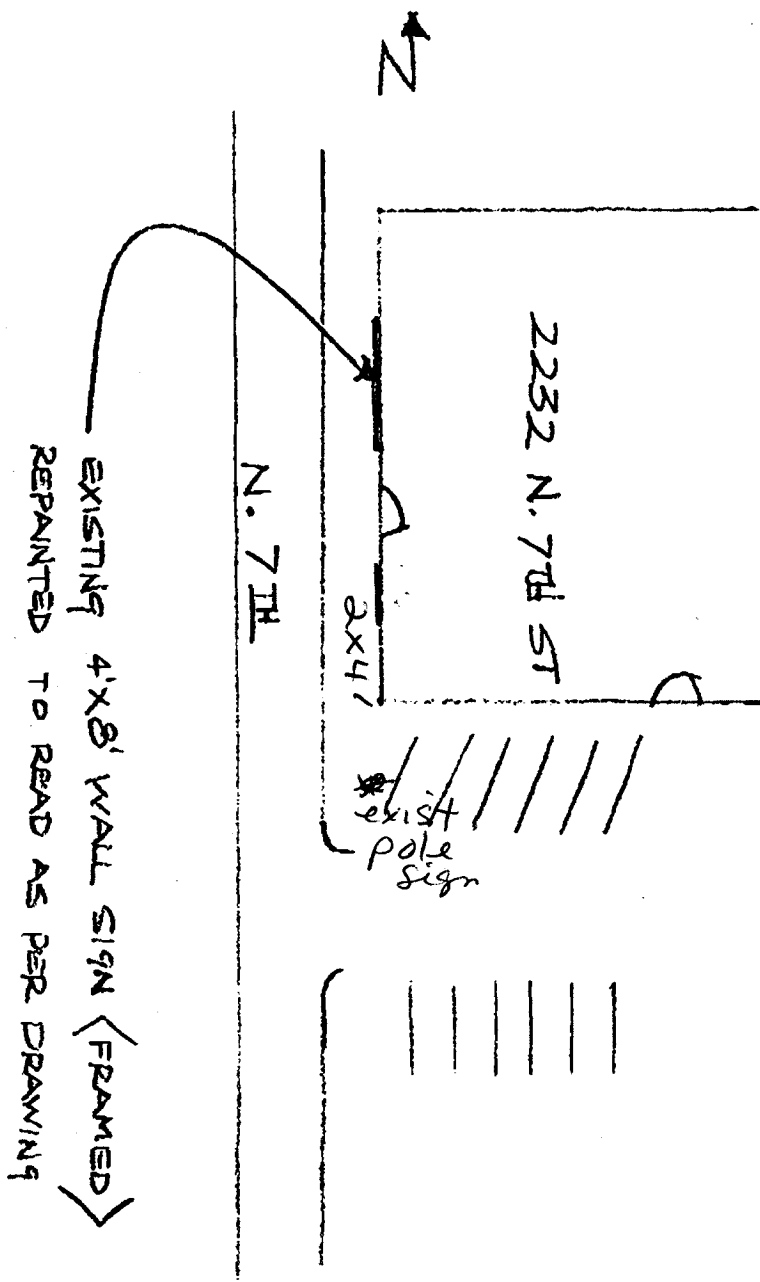 N
2232 N. 7TH ST
2x4'
N. 7TH
exist
pole
sign
EXISTING 4'x8' WALL SIGN (FRAMED)
REPAINTED TO READ AS PER DRAWING